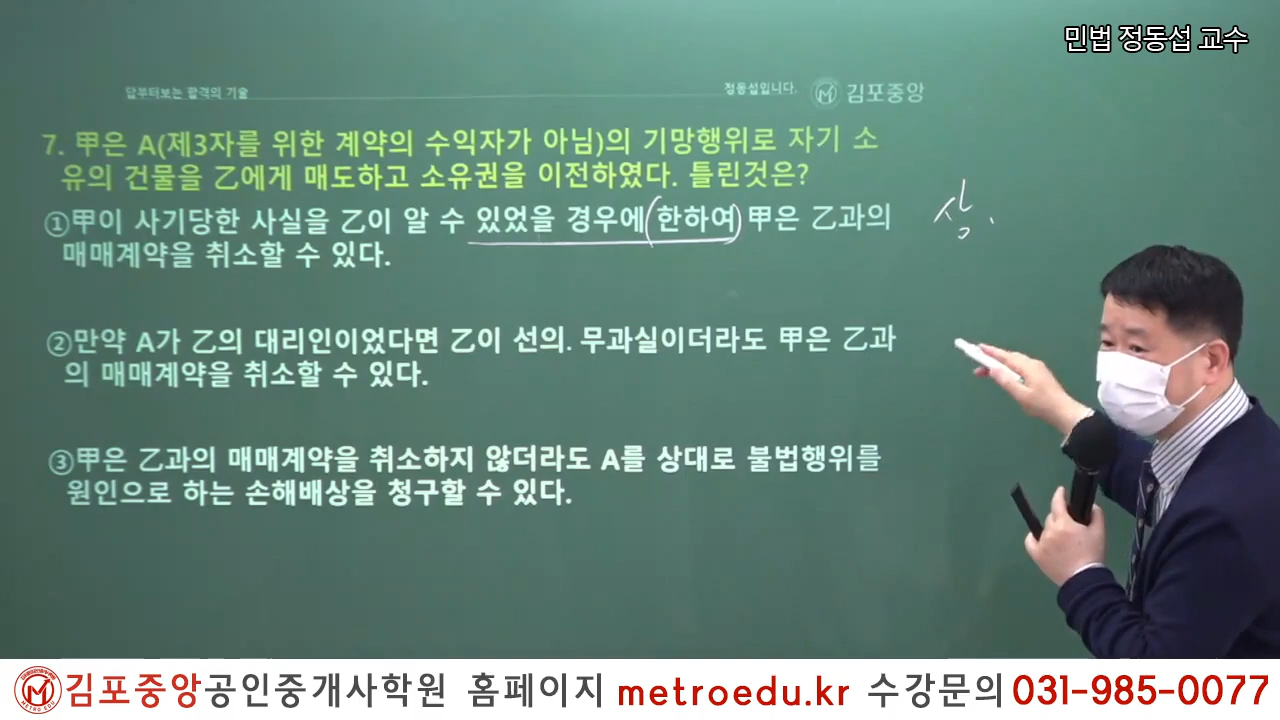 민법 정동섭 교수
답부터보는 합격의 기술
정동섭입니다.
김포중앙
7. 甲은 A(제3자를 위한 계약의 수익자가 아님)의 기망행위로 자기 소
유의 건물을 乙에게 매도하고 소유권을 이전하였다. 틀린것은?
①甲이 사기당한 사실을 乙이 알 수 있었을 경우에 한하여 甲은 乙과의
매매계약을 취소할 수 있다.
상.
②만약 A가 乙의 대리인이었다면 乙이 선의. 무과실이더라도 甲은 乙과
의 매매계약을 취소할 수 있다.
③甲은 乙과의 매매계약을 취소하지 않더라도 A를 상대로 불법행위를
원인으로 하는 손해배상을 청구할 수 있다.
김포중앙공인중개사학원 홈페이지 metroedu.kr 수강문의 031-985-0077